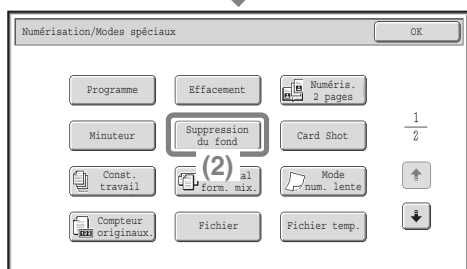 Numérisation/Modes spéciaux
OK
Programme
Effacement
Numéris.
2 pages
Minuteur
Suppression
du fond
Card Shot
1
2
Const.
travail
(2)
al
form. mix.
Mode
num. lente
Compteur
originaux.
Fichier
Fichier temp.